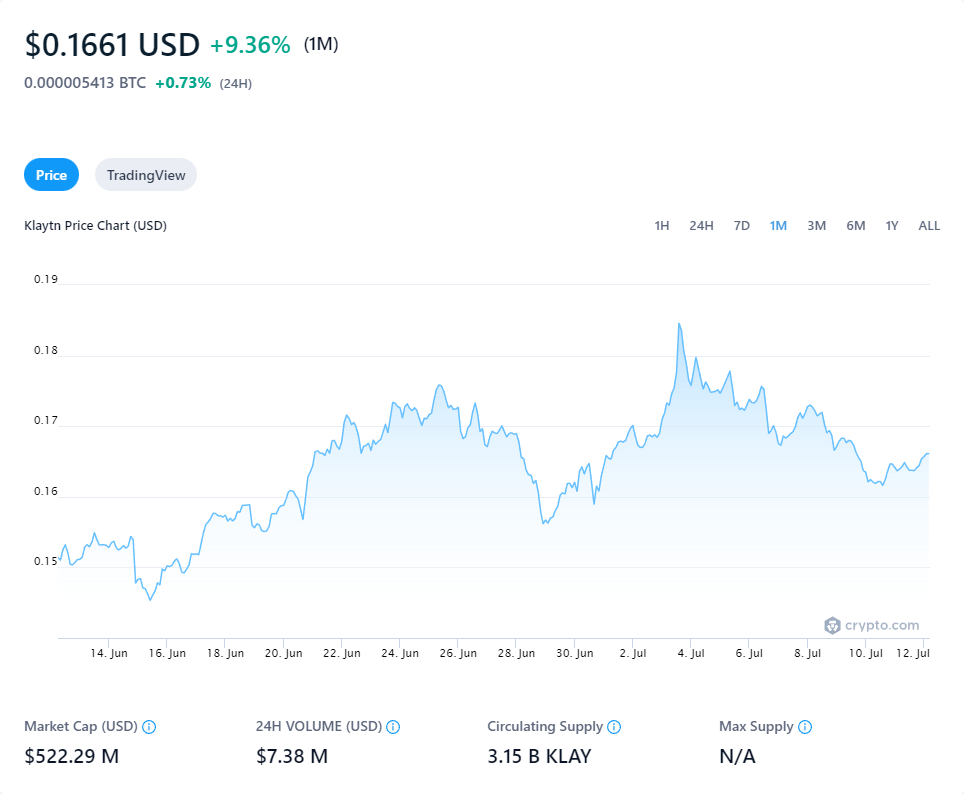 $0.1661 USD +9.36% (1M)
0.000005413 BTC +0.73% (24H)
Price TradingView
Klaytn Price Chart (USD) 1H 24H 7D 1M 3M 6M 1Y ALL
0.19
0.18
0.17
0.16
0.15
crypto.com
14. Jun 16. Jun 18. Jun 20. Jun 22. Jun 24. Jun 26. Jun 28. Jun 30. Jun 2. Jul 4. Jul 6. Jul 8. Jul 10. Jul 12. Jul
Market Cap (USD) 24H VOLUME (USD) Circulating Supply Max Supply
$522.29 M $7.38 M 3.15 B KLAY N/A